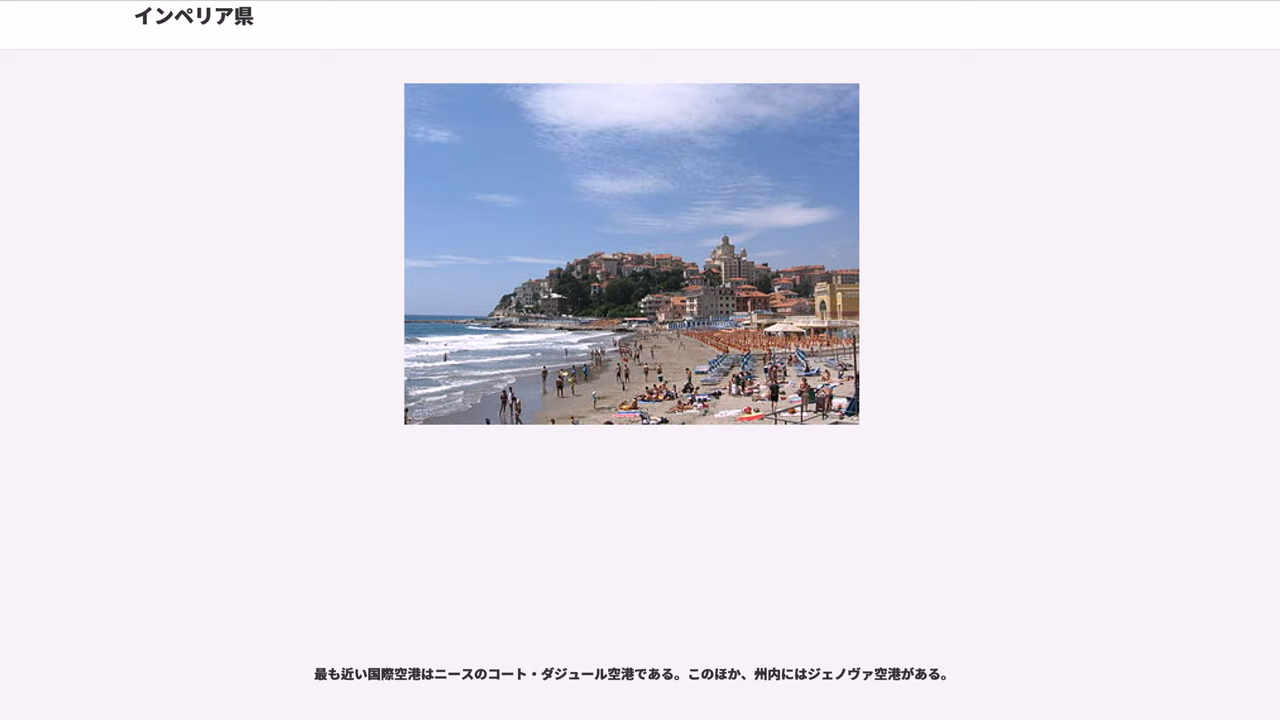 インペリア県
最も近い国際空港はニースのコート・ダジュール空港である。このほか、州内にはジェノヴァ空港がある。